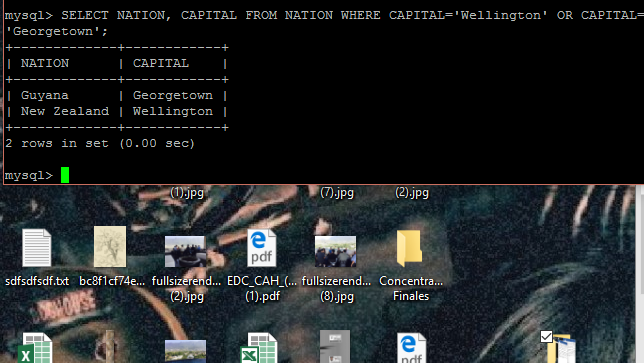 mysql> SELECT NATION, CAPITAL FROM NATION WHERE CAPITAL='Wellington' OR CAPITAL=
'Georgetown';
+-------------+------------+
| NATION      | CAPITAL    |
+-------------+------------+
| Guyana      | Georgetown |
| New Zealand | Wellington |
+-------------+------------+
2 rows in set (0.00 sec)
mysql>
(1).jpg (7).jpg (2).jpg
sdfsdfsdf.txt bc8f1cf74e... fullsizerend... EDC_CAH_(... fullsizerend... Concentra...
(2).jpg (1).pdf (8).jpg Finales